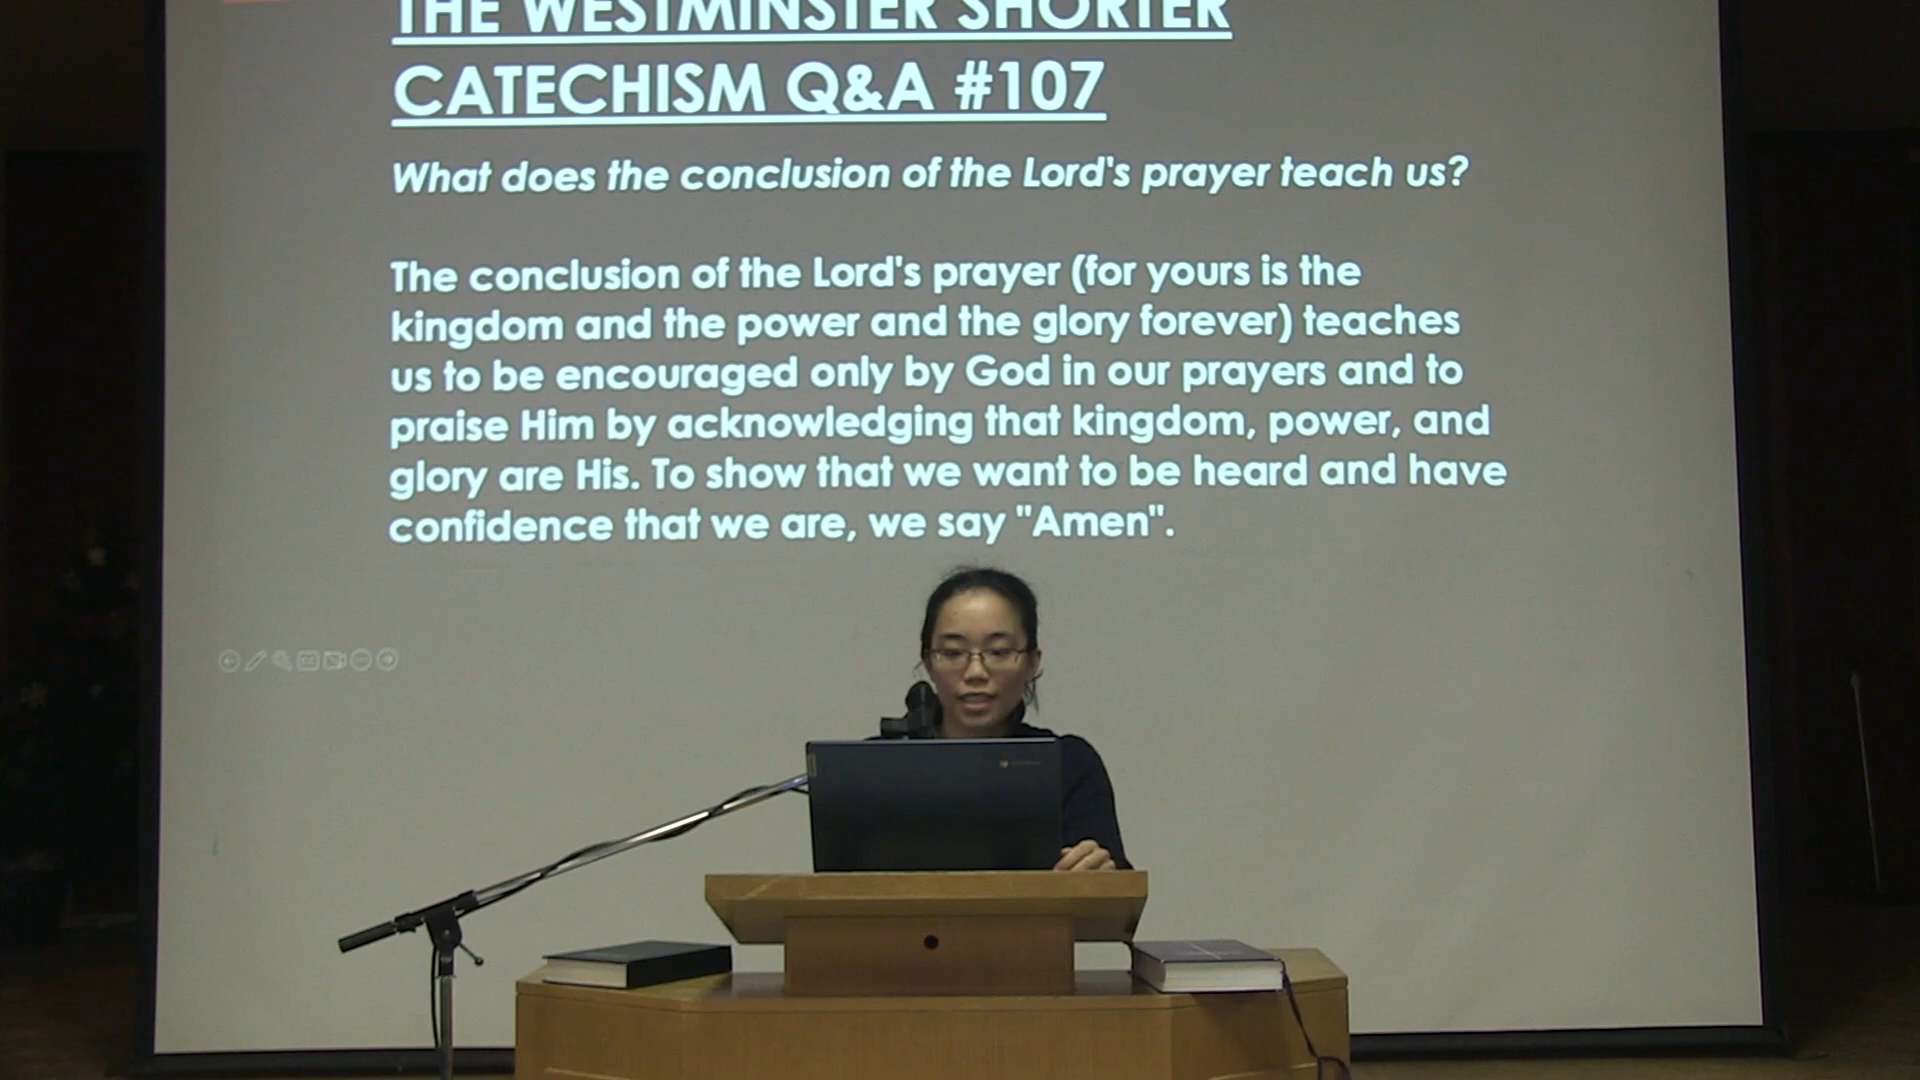 THE WESTMINSTER SHORTER
CATECHISM Q&A #107
What does the conclusion of the Lord's prayer teach us?
The conclusion of the Lord's prayer (for yours is the
kingdom and the power and the glory forever) teaches
us to be encouraged only by God in our prayers and to
praise Him by acknowledging that kingdom, power, and
glory are His. To show that we want to be heard and have
confidence that we are, we say "Amen".